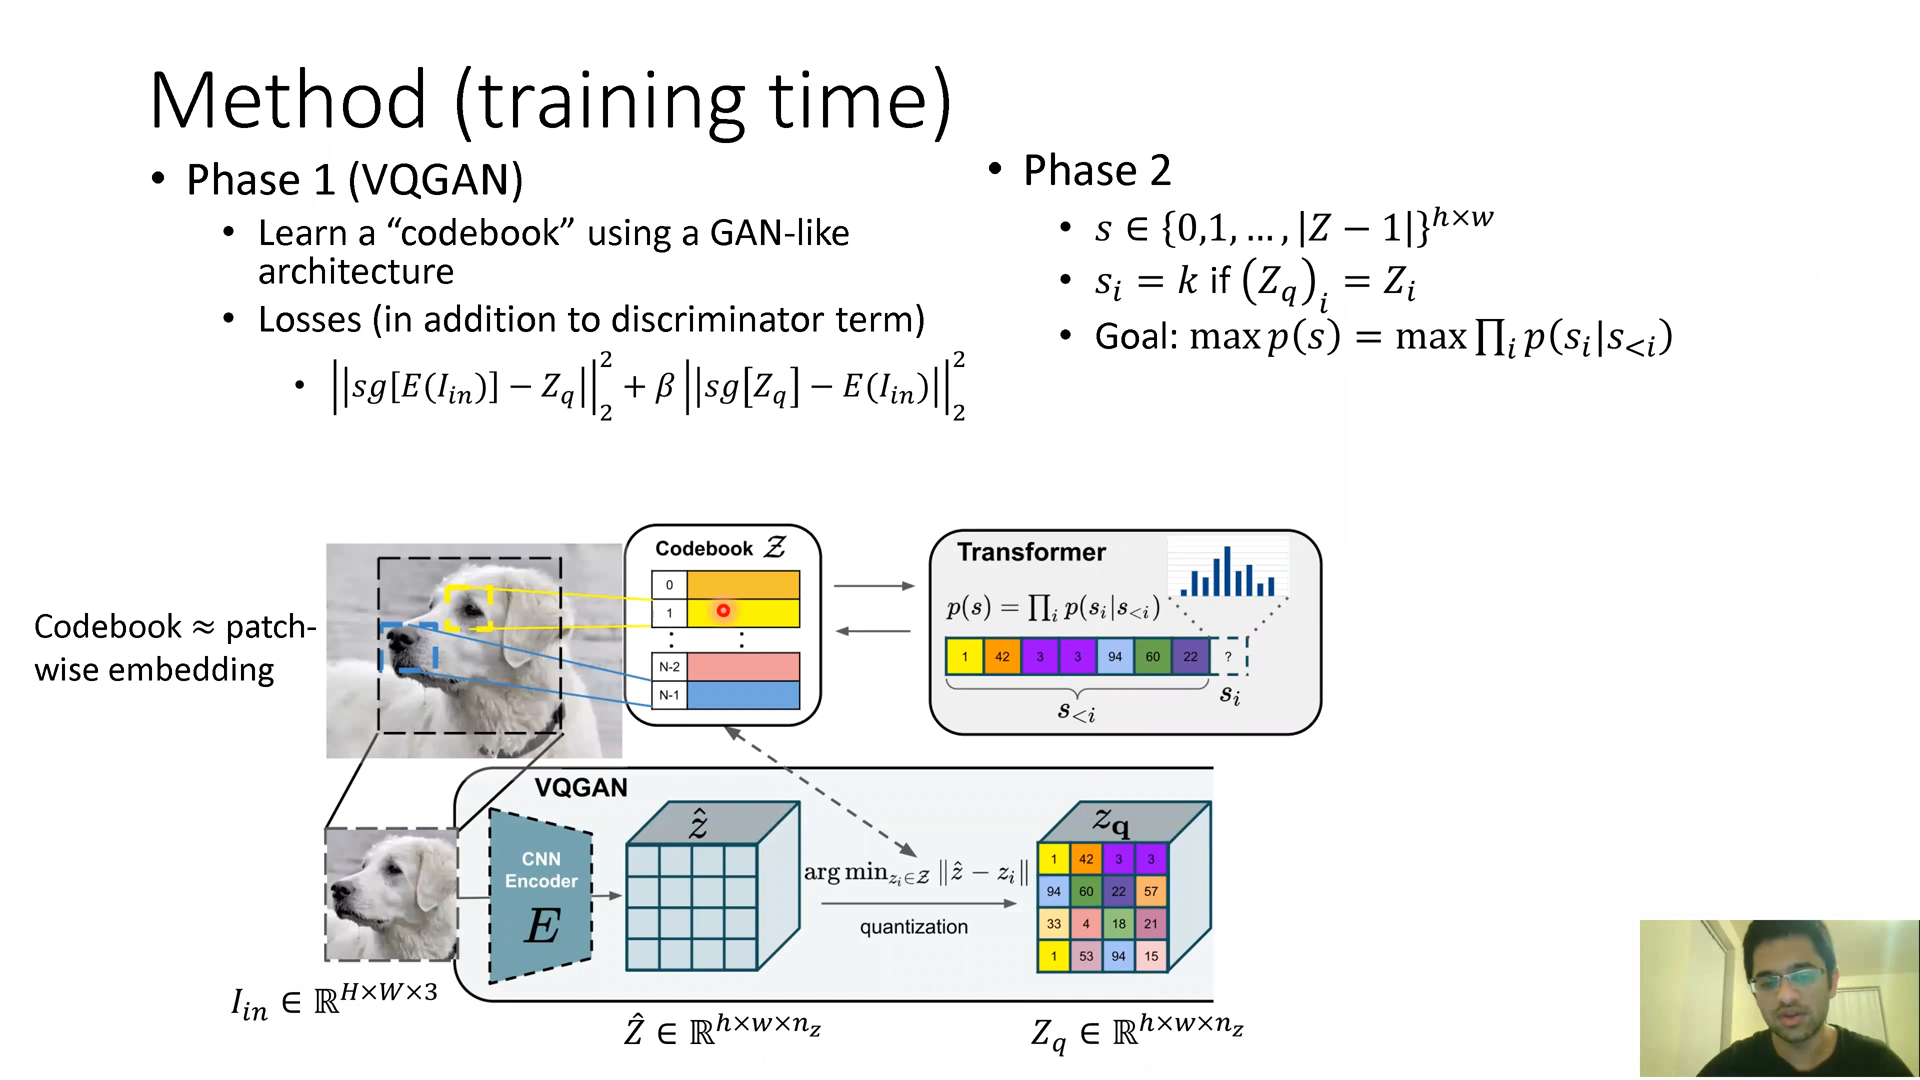 Method (training time)
• Phase 1 (VQGAN)
• Learn a “codebook” using a GAN-like
architecture
• Losses (in addition to discriminator term)
• ||sg[E(I_in)] − Z_q||₂² + β ||sg[Z_q] − E(I_in)||₂²
• Phase 2
• s ∈ {0,1, … , |Z − 1|}^{h×w}
• s_i = k if (Z_q)_i = Z_i
• Goal: max p(s) = max ∏_i p(s_i|s_{<i})
Codebook ≈ patch-
wise embedding
Codebook 𝒵
0
1
: :
N-2
N-1
Transformer
p(s) = ∏_i p(s_i|s_{<i})
1 42 3 3 94 60 22 ?
s_{<i} s_i
VQGAN
CNN
Encoder
E
ẑ
arg min_{z_i∈𝒵} ‖ẑ − z_i‖
quantization
z_q
1 42 3 3
94 60 22 57
33 4 18 21
1 53 94 15
I_in ∈ ℝ^{H×W×3}
Ẑ ∈ ℝ^{h×w×n_z}
Z_q ∈ ℝ^{h×w×n_z}